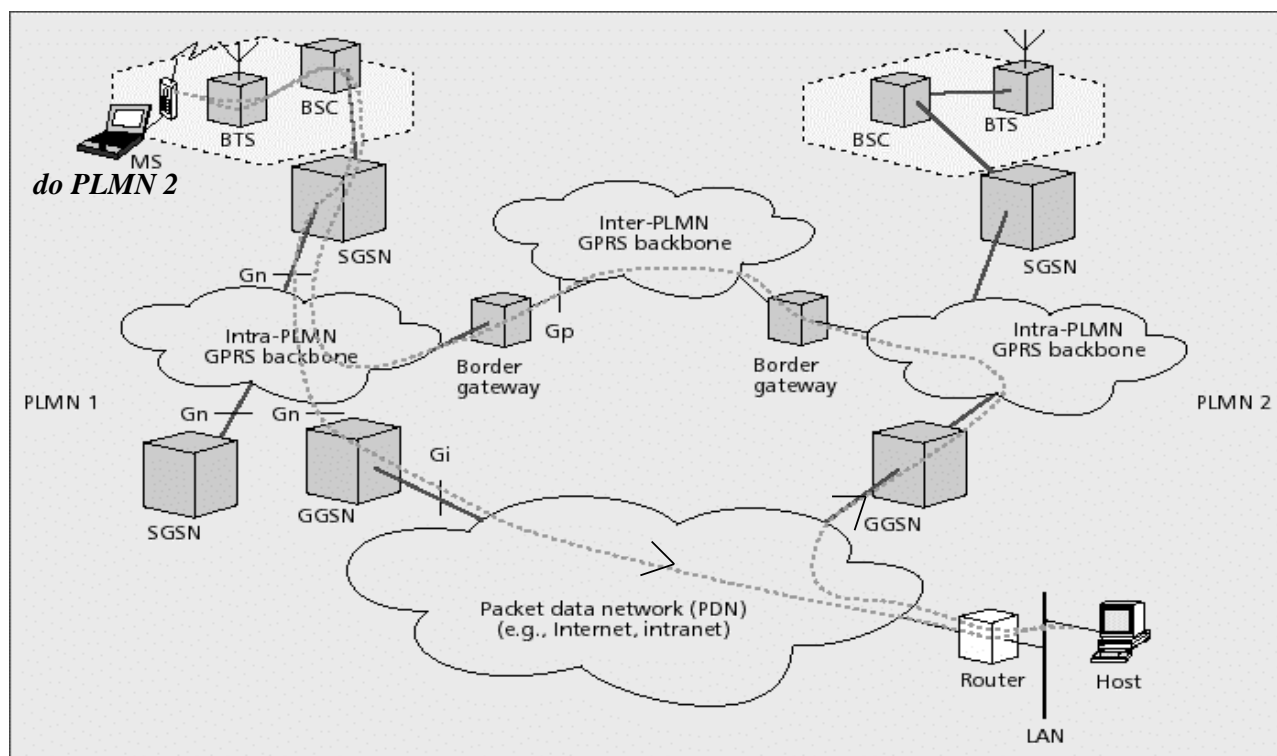 BSC
BTS
MS
do PLMN 2
SGSN
Gn
Intra-PLMN
GPRS backbone
Inter-PLMN
GPRS backbone
Gp
Border
gateway
Border
gateway
BTS
BSC
SGSN
Intra-PLMN
GPRS backbone
PLMN 1
PLMN 2
Gn
Gn
SGSN
GGSN
Gi
GGSN
Packet data network (PDN)
(e.g., Internet, intranet)
Router
Host
LAN